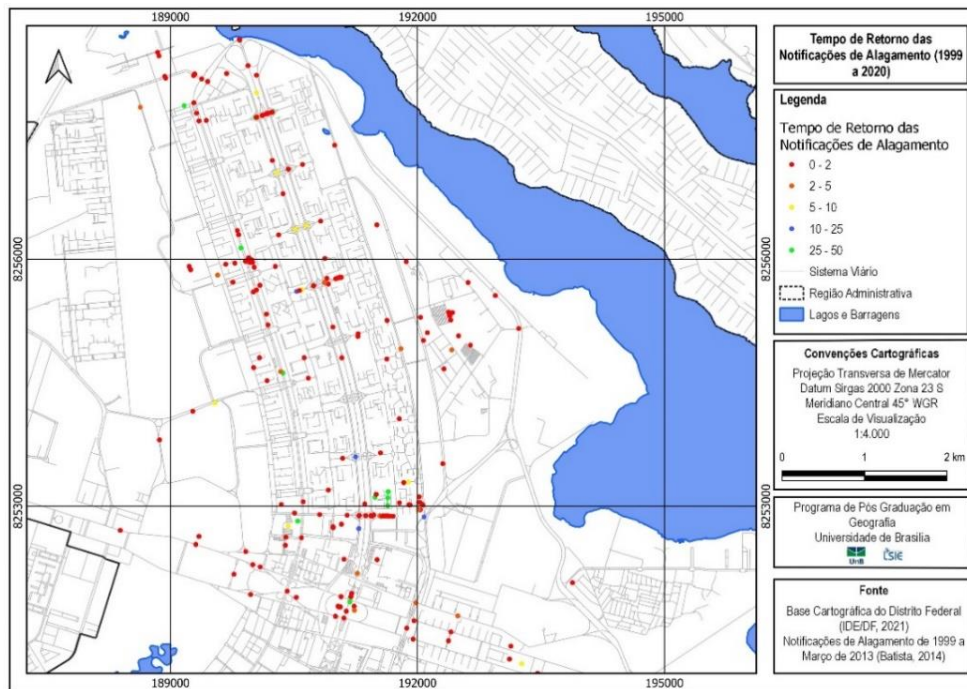 189000
192000
195000
8256000
8256000
8253000
8253000
189000
192000
195000
Tempo de Retorno das
Notificações de Alagamento (1999
a 2020)
Legenda
Tempo de Retorno das
Notificações de Alagamento
0 - 2
2 - 5
5 - 10
10 - 25
25 - 50
Sistema Viário
Região Administrativa
Lagos e Barragens
Convenções Cartográficas
Projeção Transversa de Mercator
Datum Sirgas 2000 Zona 23 S
Meridiano Central 45° WGR
Escala de Visualização
1:4.000
0 1 2 km
Programa de Pós Graduação em
Geografia
Universidade de Brasilia
UnB LSIE
Fonte
Base Cartográfica do Distrito Federal
(IDE/DF, 2021)
Notificações de Alagamento de 1999 a
Março de 2013 (Batista, 2014)